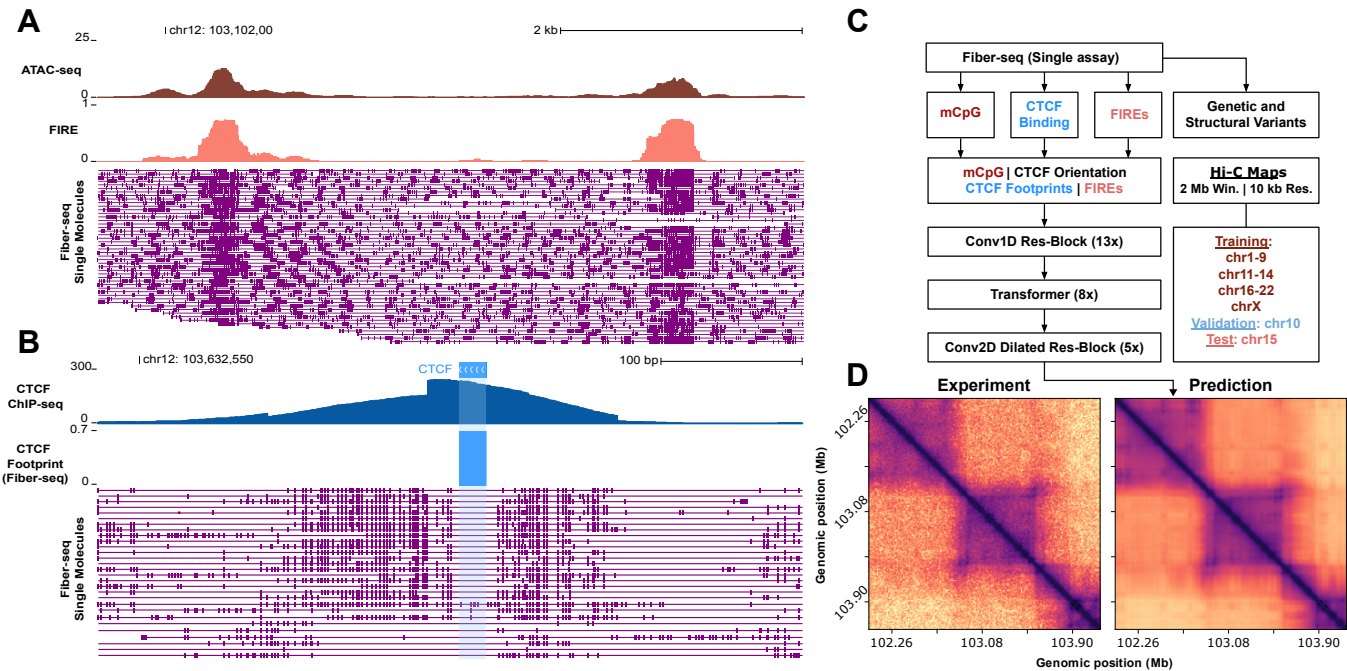 A
chr12: 103,102,00
2 kb
25
ATAC-seq
0
1
FIRE
0
Fiber-seq
Single Molecules
B
chr12: 103,632,550
100 bp
300
CTCF
CTCF
ChIP-seq
0
0.7
CTCF
Footprint
(Fiber-seq)
0
Fiber-seq
Single Molecules
C
Fiber-seq (Single assay)
mCpG
CTCF
Binding
FIREs
Genetic and
Structural Variants
mCpG | CTCF Orientation
CTCF Footprints | FIREs
Hi-C Maps
2 Mb Win. | 10 kb Res.
Conv1D Res-Block (13x)
Transformer (8x)
Conv2D Dilated Res-Block (5x)
Training:
chr1-9
chr11-14
chr16-22
chrX
Validation: chr10
Test: chr15
D
Experiment
Prediction
Genomic position (Mb)
102.26
103.08
103.90
102.26
103.08
103.90
102.26
103.08
103.90
Genomic position (Mb)